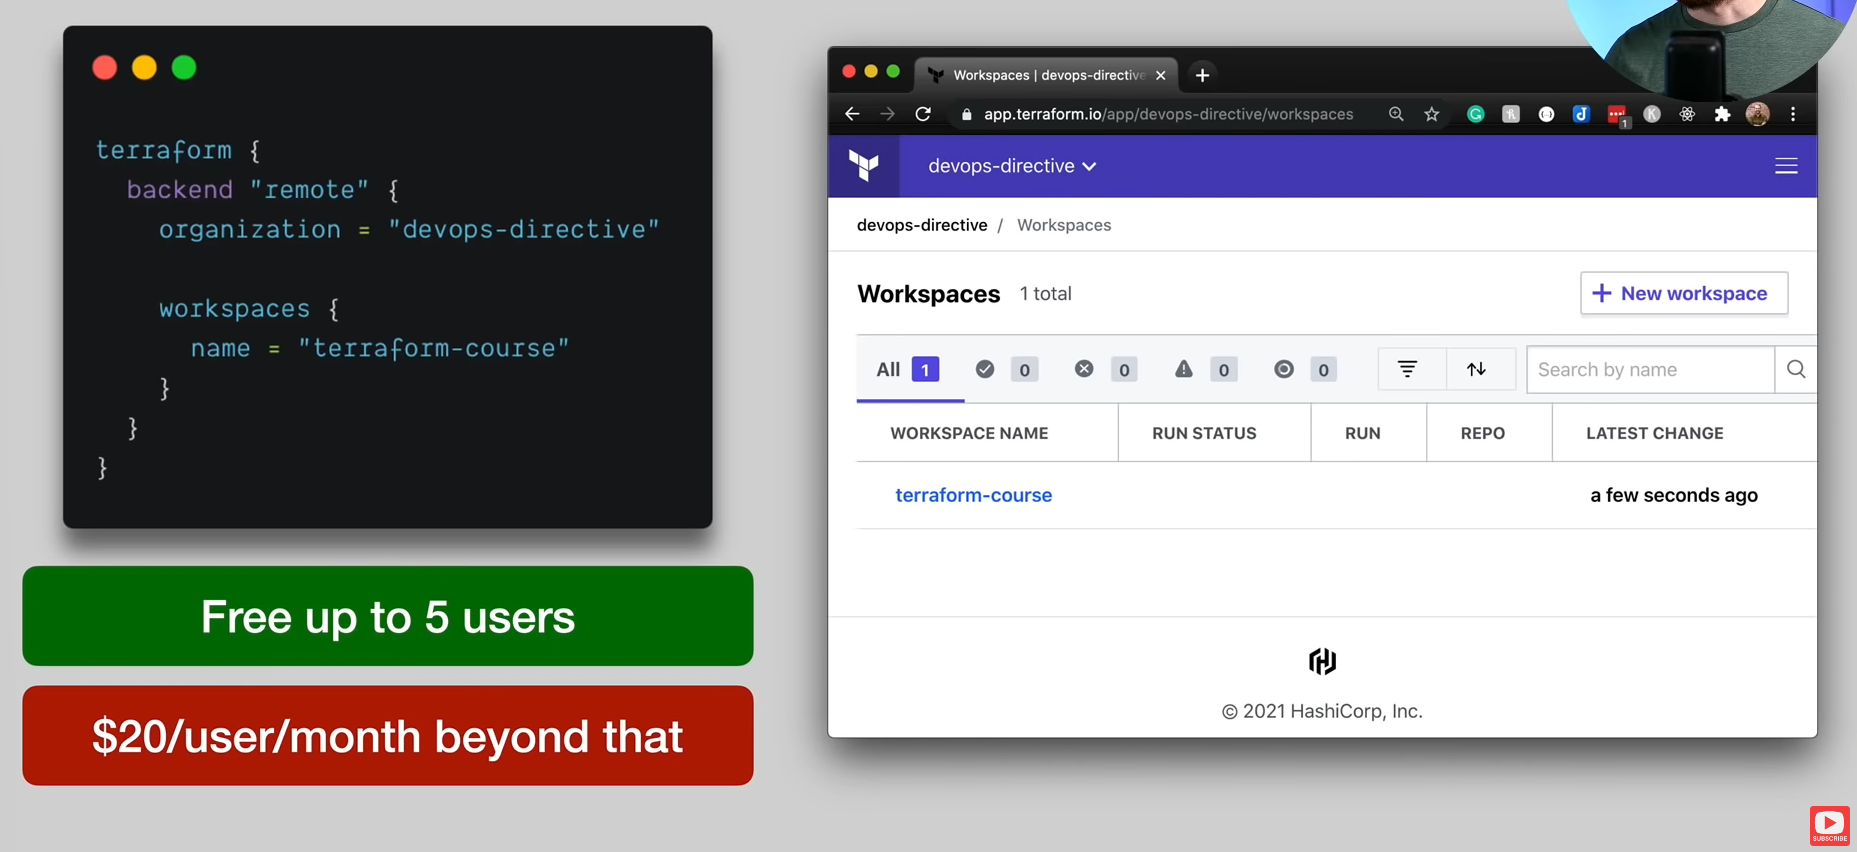 terraform {
backend "remote" {
organization = "devops-directive"
workspaces {
name = "terraform-course"
}
}
}
Free up to 5 users
$20/user/month beyond that
Workspaces | devops-directive
app.terraform.io/app/devops-directive/workspaces
1
devops-directive
devops-directive / Workspaces
Workspaces 1 total
+ New workspace
All 1 0 0 0 0 Search by name
WORKSPACE NAME RUN STATUS RUN REPO LATEST CHANGE
terraform-course a few seconds ago
© 2021 HashiCorp, Inc.
SUBSCRIBE